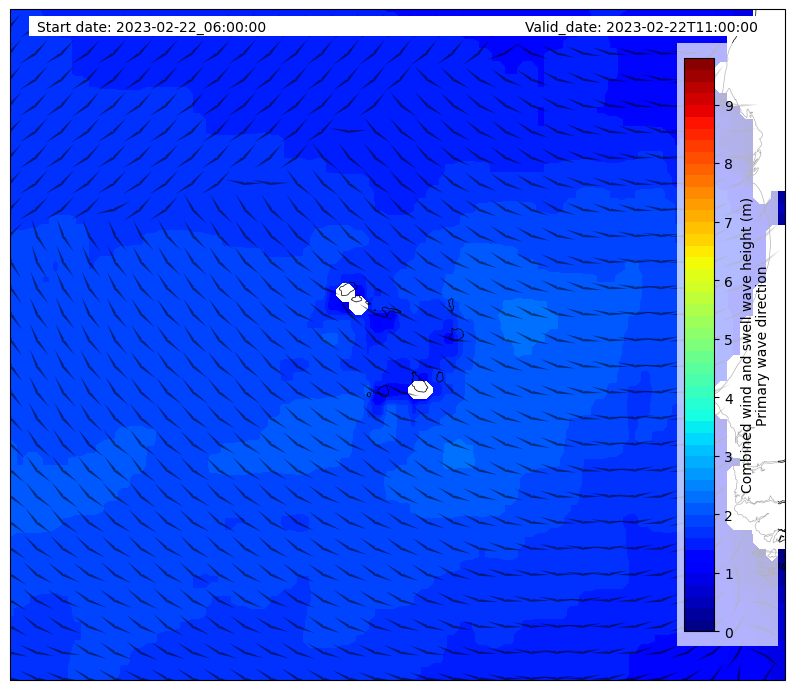 Start date: 2023-02-22_06:00:00
Valid_date: 2023-02-22T11:00:00
9
8
7
6
5
4
3
2
1
0
Combined wind and swell wave height (m)
Primary wave direction